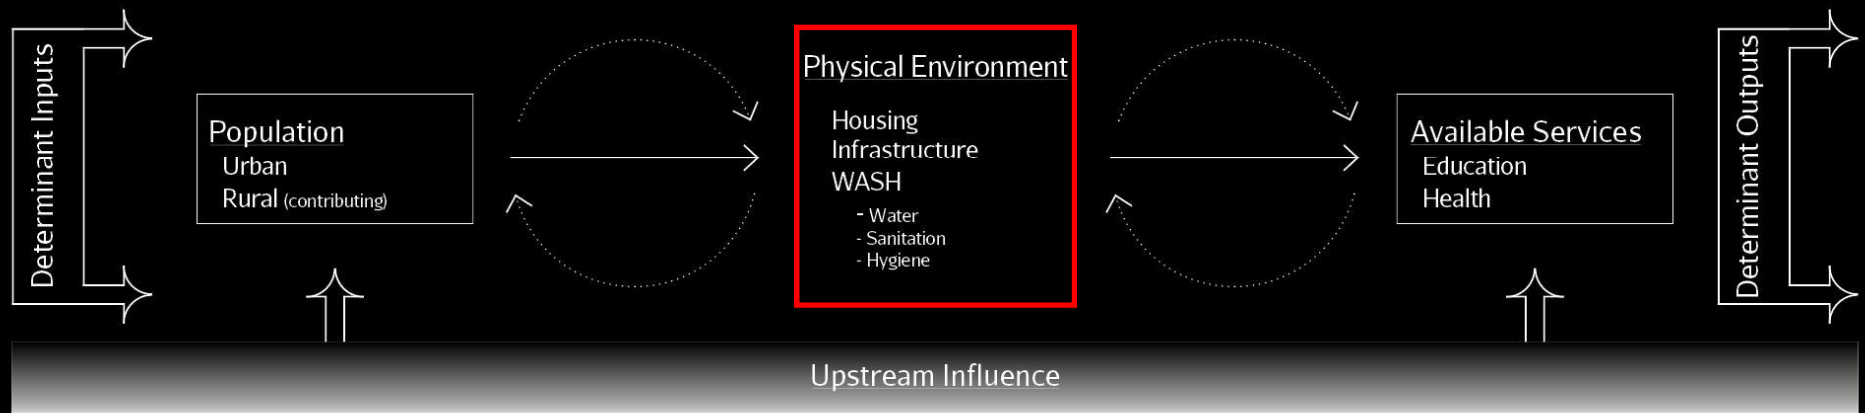 Determinant Inputs
Population
Urban
Rural (contributing)
Physical Environment
Housing
Infrastructure
WASH
- Water
- Sanitation
- Hygiene
Available Services
Education
Health
Determinant Outputs
Upstream Influence